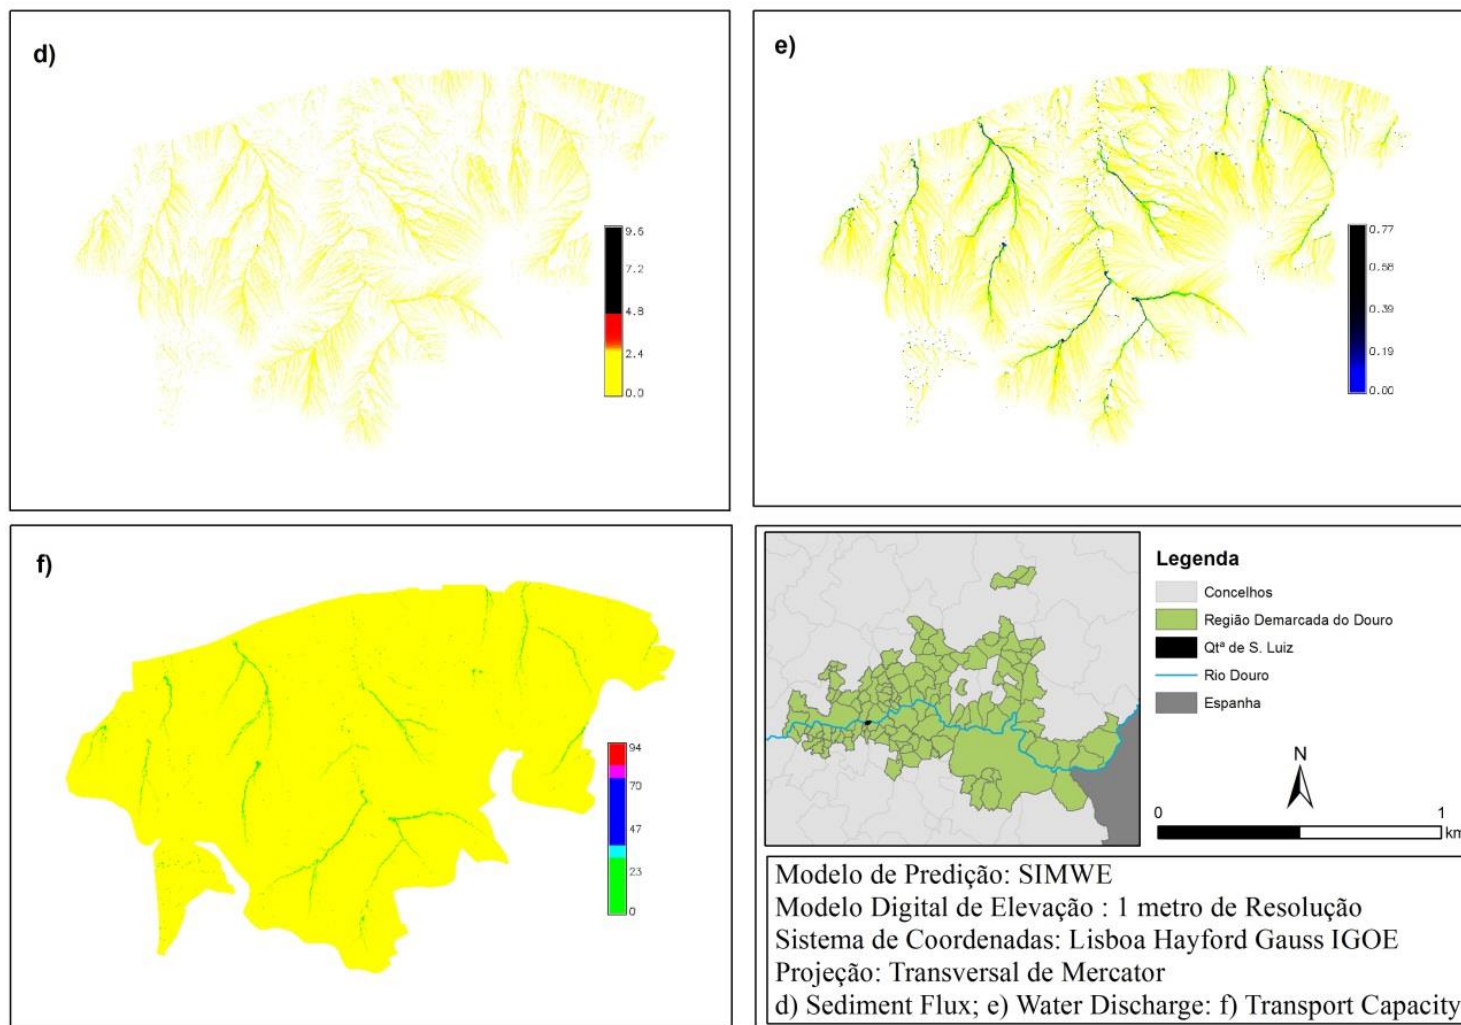 d)
9.6
7.2
4.8
2.4
0.0
e)
0.77
0.58
0.39
0.19
0.00
f)
94
70
47
23
0
Legenda
Concelhos
Região Demarcada do Douro
Qtª de S. Luiz
Rio Douro
Espanha
N
0 1
km
Modelo de Predição: SIMWE
Modelo Digital de Elevação : 1 metro de Resolução
Sistema de Coordenadas: Lisboa Hayford Gauss IGOE
Projeção: Transversal de Mercator
d) Sediment Flux; e) Water Discharge: f) Transport Capacity